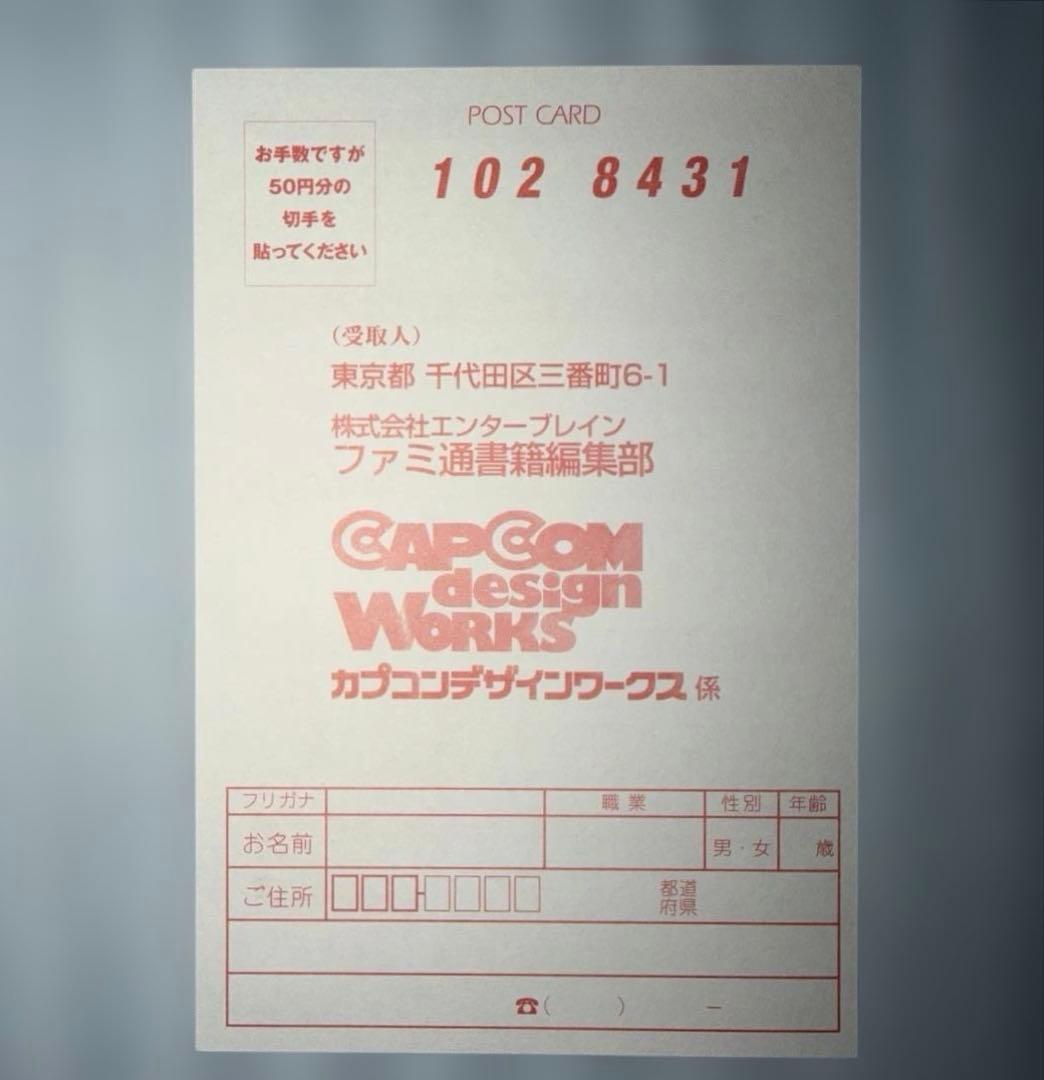 POST CARD
お手数ですが
50円分の
切手を
貼ってください
102 8431
（受取人）
東京都 千代田区三番町6-1
株式会社エンターブレイン
ファミ通書籍編集部
CAPCOM
design
WORKS
カプコンデザインワークス 係
フリガナ 職業 性別 年齢
お名前 男・女 歳
ご住所 都道
府県
☎( ) －